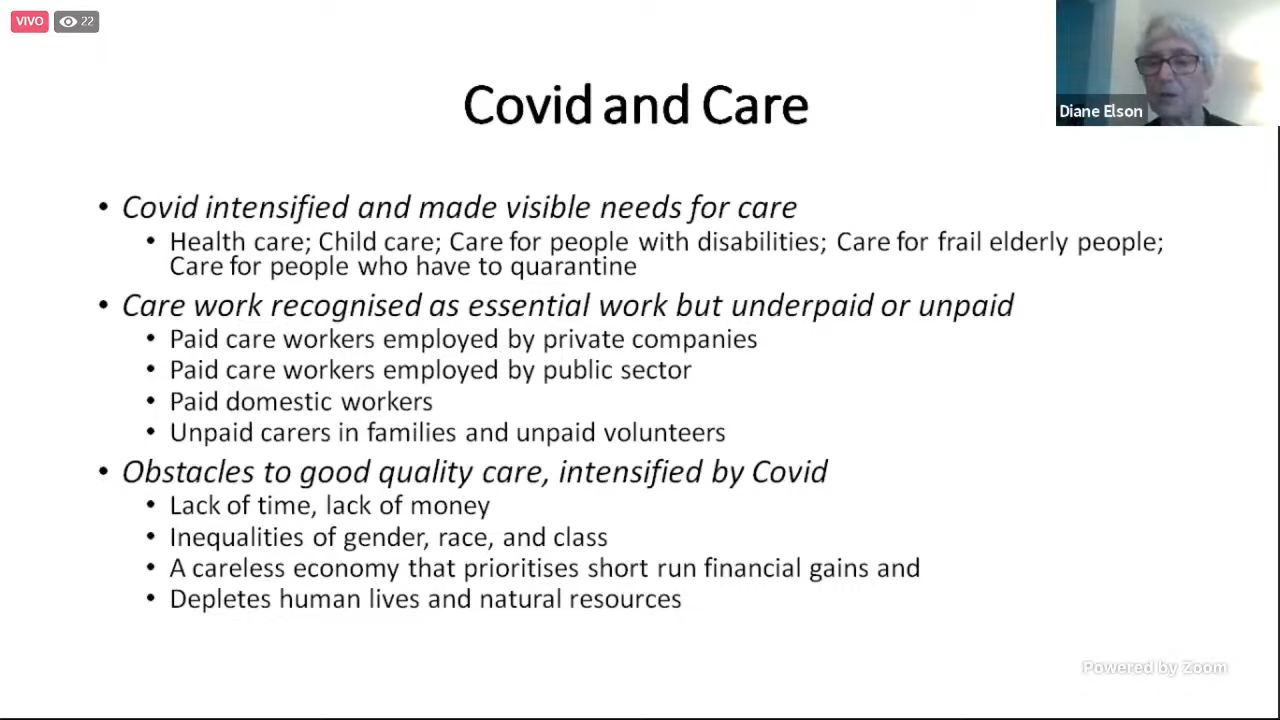 VIVO 22
Diane Elson
Covid and Care
• Covid intensified and made visible needs for care
• Health care; Child care; Care for people with disabilities; Care for frail elderly people;
Care for people who have to quarantine
• Care work recognised as essential work but underpaid or unpaid
• Paid care workers employed by private companies
• Paid care workers employed by public sector
• Paid domestic workers
• Unpaid carers in families and unpaid volunteers
• Obstacles to good quality care, intensified by Covid
• Lack of time, lack of money
• Inequalities of gender, race, and class
• A careless economy that prioritises short run financial gains and
• Depletes human lives and natural resources
Powered by Zoom